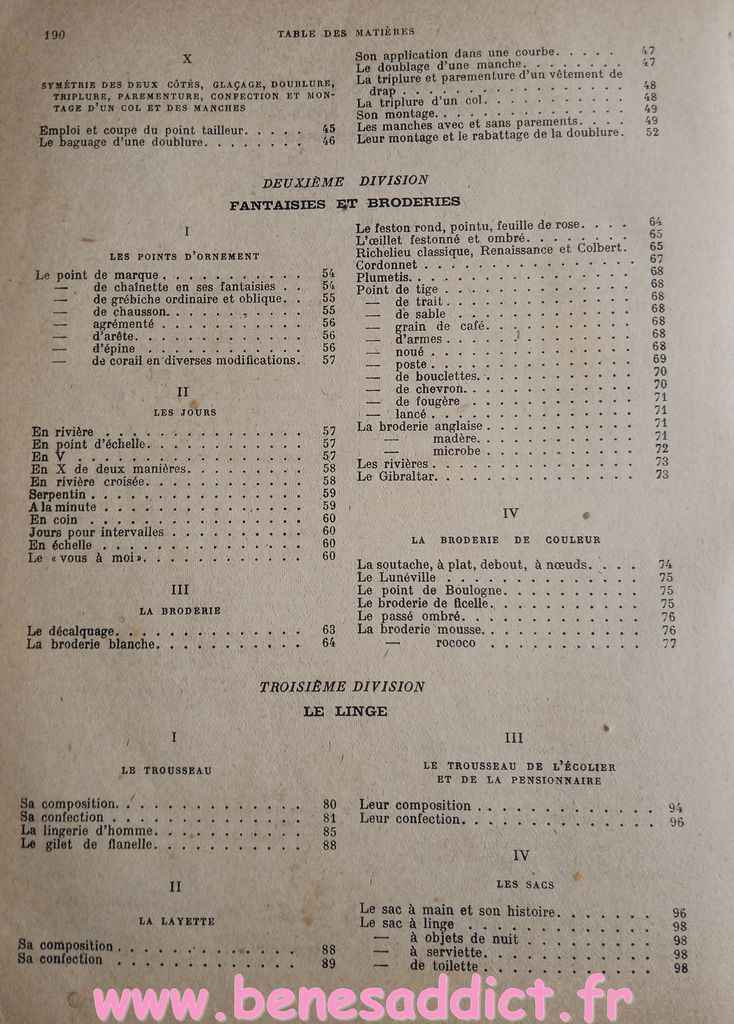 190
TABLE DES MATIÈRES
X
SYMÉTRIE DES DEUX CÔTÉS, GLAÇAGE, DOUBLURE,
TRIPLURE, PAREMENTURE, CONFECTION ET MON-
TAGE D'UN COL ET DES MANCHES
Emploi et coupe du point tailleur. . . . . 45
Le baguage d'une doublure. . . . . . . . 46
Son application dans une courbe. . . . . 47
Le doublage d'une manche. . . . . . . . 47
La triplure et parementure d'un vêtement de
drap . . . . . . . . . . . . . . . . 48
La triplure d'un col. . . . . . . . . . . 48
Son montage. . . . . . . . . . . . . . 49
Les manches avec et sans parements. . . . 49
Leur montage et le rabattage de la doublure. 52
DEUXIÈME DIVISION
FANTAISIES ET BRODERIES
I
LES POINTS D'ORNEMENT
Le point de marque . . . . . . . . . . . 54
— de chaînette en ses fantaisies . . 54
— de grébiche ordinaire et oblique. . 55
— de chausson. . . . . . . . . . . 55
— agrémenté . . . . . . . . . . . 56
— d'arête. . . . . . . . . . . . . 56
— d'épine . . . . . . . . . . . . 56
— de corail en diverses modifications. 57
II
LES JOURS
En rivière . . . . . . . . . . . . . . . 57
En point d'échelle. . . . . . . . . . . . 57
En V . . . . . . . . . . . . . . . . . 57
En X de deux manières. . . . . . . . . . 58
En rivière croisée. . . . . . . . . . . . 58
Serpentin . . . . . . . . . . . . . . . 59
A la minute . . . . . . . . . . . . . . 59
En coin . . . . . . . . . . . . . . . . 60
Jours pour intervalles . . . . . . . . . . 60
En échelle . . . . . . . . . . . . . . . 60
Le « vous à moi ». . . . . . . . . . . . 60
III
LA BRODERIE
Le décalquage. . . . . . . . . . . . . . 63
La broderie blanche. . . . . . . . . . . 64
Le feston rond, pointu, feuille de rose. . . . 64
L'œillet festonné et ombré. . . . . . . . 65
Richelieu classique, Renaissance et Colbert. 65
Cordonnet . . . . . . . . . . . . . . . 67
Plumetis. . . . . . . . . . . . . . . . 68
Point de tige . . . . . . . . . . . . . . 68
— de trait. . . . . . . . . . . . . . 68
— de sable . . . . . . . . . . . . . 68
— grain de café. . . . . . . . . . . 68
— d'armes . . . . . . . . . . . . . 68
— noué . . . . . . . . . . . . . . 68
— poste. . . . . . . . . . . . . . 69
— de bouclettes. . . . . . . . . . . 70
— de chevron. . . . . . . . . . . . 70
— de fougère . . . . . . . . . . . 71
— lancé . . . . . . . . . . . . . . 71
La broderie anglaise . . . . . . . . . . . 71
— madère. . . . . . . . . . . 71
— microbe . . . . . . . . . . 72
Les rivières . . . . . . . . . . . . . . . 73
Le Gibraltar. . . . . . . . . . . . . . . 73
IV
LA BRODERIE DE COULEUR
La soutache, à plat, debout, à nœuds. . . . 74
Le Lunéville . . . . . . . . . . . . . . 75
Le point de Boulogne. . . . . . . . . . . 75
Le broderie de ficelle. . . . . . . . . . . 75
Le passé ombré. . . . . . . . . . . . . 76
La broderie mousse. . . . . . . . . . . . 76
— rococo . . . . . . . . . . 77
TROISIÈME DIVISION
LE LINGE
I
LE TROUSSEAU
Sa composition. . . . . . . . . . . . . . 80
Sa confection . . . . . . . . . . . . . . 81
La lingerie d'homme. . . . . . . . . . . 85
Le gilet de flanelle. . . . . . . . . . . . 88
II
LA LAYETTE
Sa composition . . . . . . . . . . . . . 88
Sa confection . . . . . . . . . . . . . 89
III
LE TROUSSEAU DE L'ÉCOLIER
ET DE LA PENSIONNAIRE
Leur composition . . . . . . . . . . . . 94
Leur confection. . . . . . . . . . . . . 96
IV
LES SACS
Le sac à main et son histoire. . . . . . . 96
Le sac à linge . . . . . . . . . . . . . 98
— à objets de nuit . . . . . . . . . 98
— à serviette. . . . . . . . . . . . 98
— de toilette . . . . . . . . . . . . 98
www.benesaddict.fr